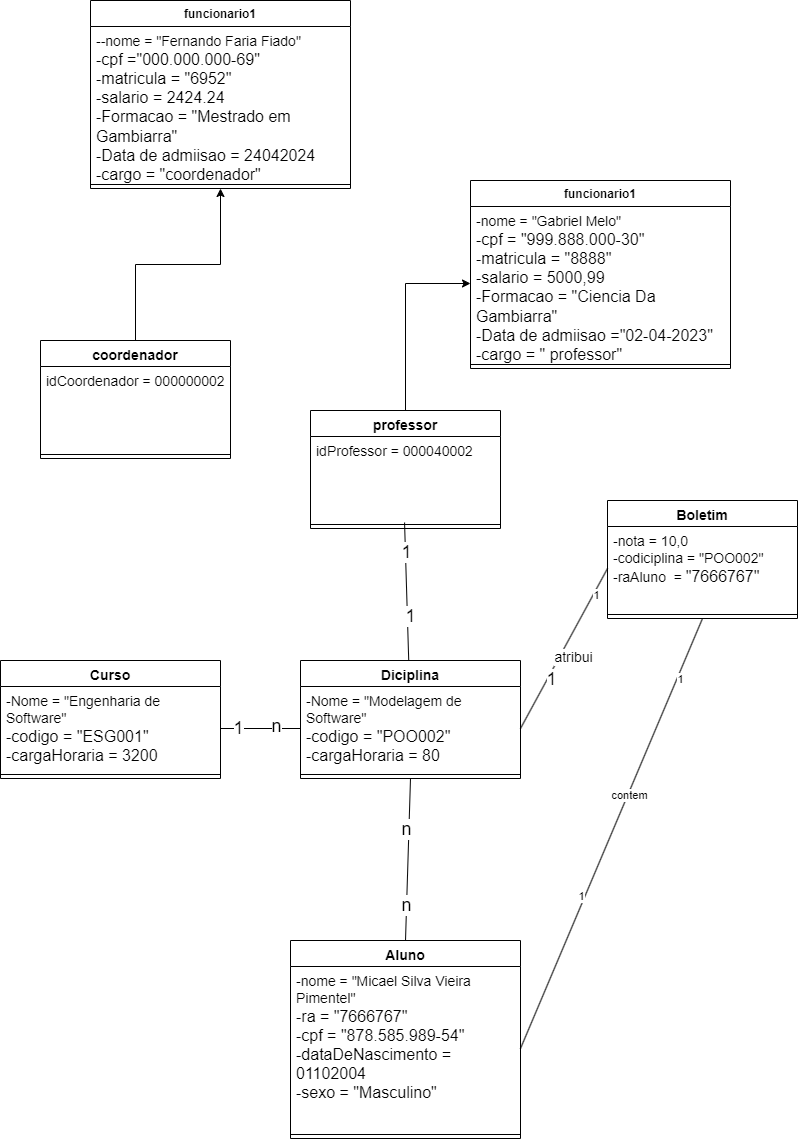 funcionario1
--nome = "Fernando Faria Fiado"
-cpf ="000.000.000-69"
-matricula = "6952"
-salario = 2424.24
-Formacao = "Mestrado em
Gambiarra"
-Data de admiisao = 24042024
-cargo = "coordenador"
funcionario1
-nome = "Gabriel Melo"
-cpf = "999.888.000-30"
-matricula = "8888"
-salario = 5000,99
-Formacao = "Ciencia Da
Gambiarra"
-Data de admiisao ="02-04-2023"
-cargo = " professor"
coordenador
idCoordenador = 000000002
professor
idProfessor = 000040002
Boletim
-nota = 10,0
-codiciplina = "POO002"
-raAluno  = "7666767"
1
1
1
atribui
1
1
Curso
-Nome = "Engenharia de
Software"
-codigo = "ESG001"
-cargaHoraria = 3200
1
n
Diciplina
-Nome = "Modelagem de
Software"
-codigo = "POO002"
-cargaHoraria = 80
contem
n
1
n
Aluno
-nome = "Micael Silva Vieira
Pimentel"
-ra = "7666767"
-cpf = "878.585.989-54"
-dataDeNascimento =
01102004
-sexo = "Masculino"